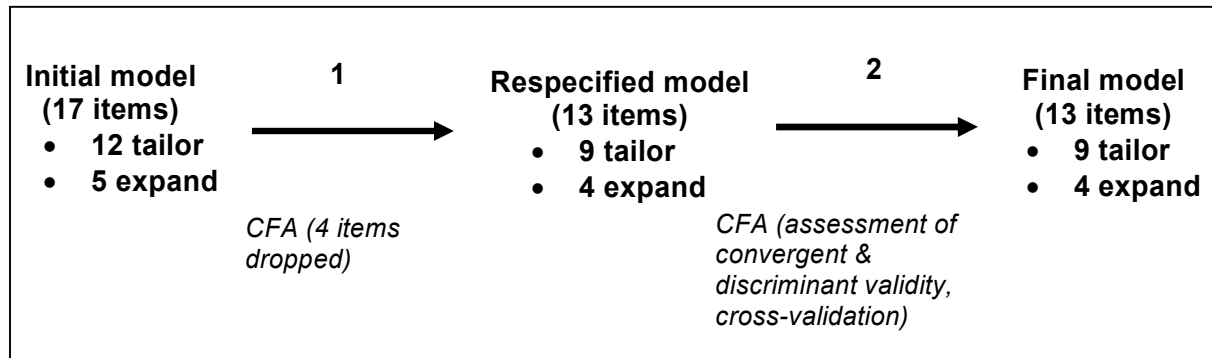 Initial model
(17 items)
• 12 tailor
• 5 expand
1
CFA (4 items
dropped)
Respecified model
(13 items)
• 9 tailor
• 4 expand
2
CFA (assessment of
convergent &
discriminant validity,
cross-validation)
Final model
(13 items)
• 9 tailor
• 4 expand